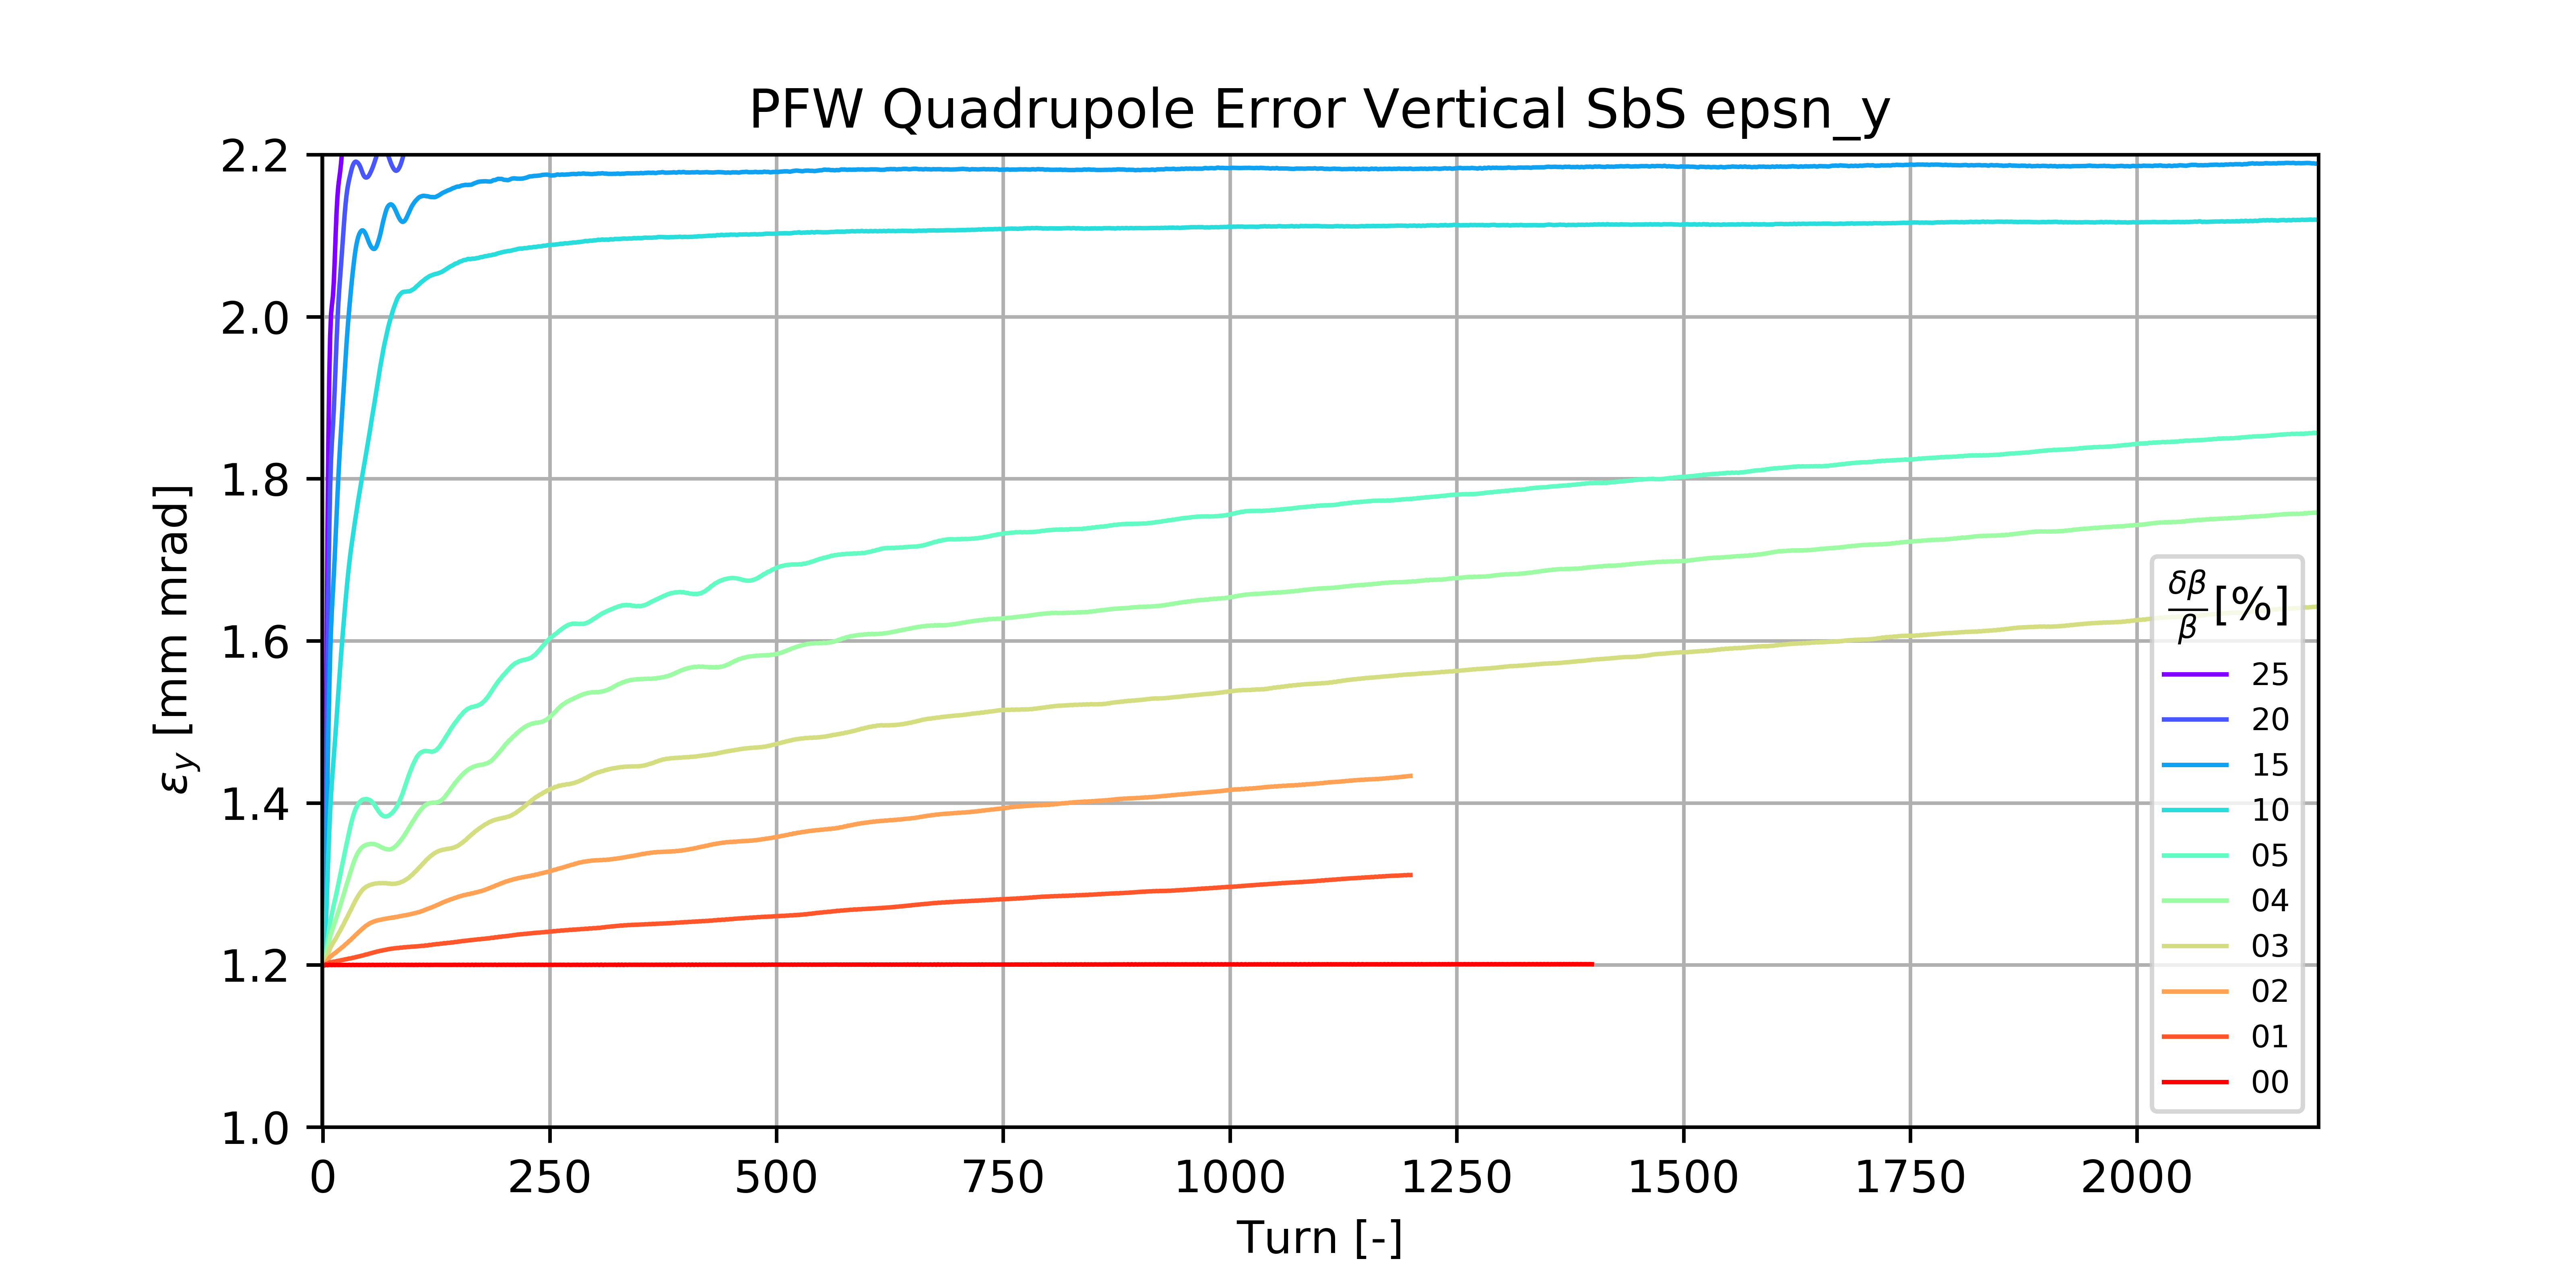 PFW Quadrupole Error Vertical SbS epsn_y
2.2
2.0
1.8
1.6
1.4
1.2
1.0
εy [mm mrad]
0 250 500 750 1000 1250 1500 1750 2000
Turn [-]
δβ
β [%]
25
20
15
10
05
04
03
02
01
00